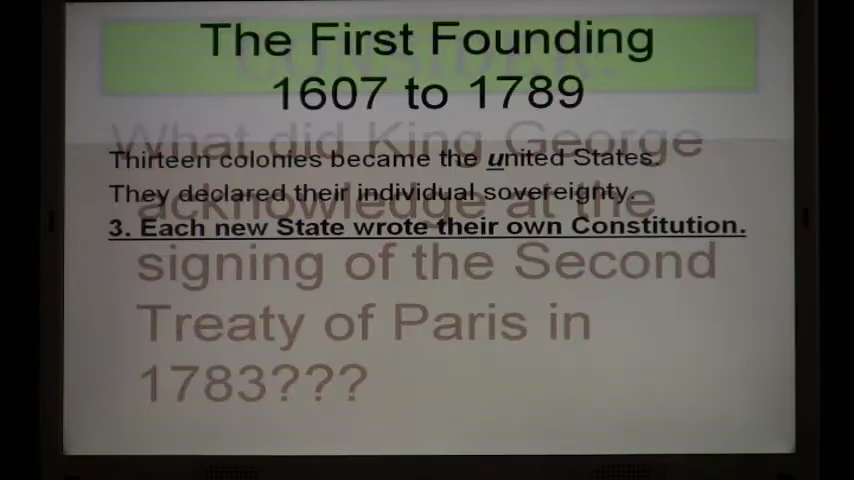 The First Founding
1607 to 1789
CONSIDER:
Thirteen colonies became the united States.
They declared their individual sovereignty.
3. Each new State wrote their own Constitution.
What did King George
acknowledge at the
signing of the Second
Treaty of Paris in
1783???